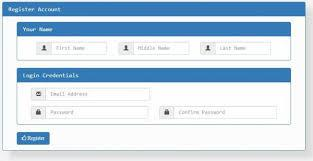 Register Account
Your Name
First Name
Middle Name
Last Name
Login Credentials
Email Address
Password
Confirm Password
Register